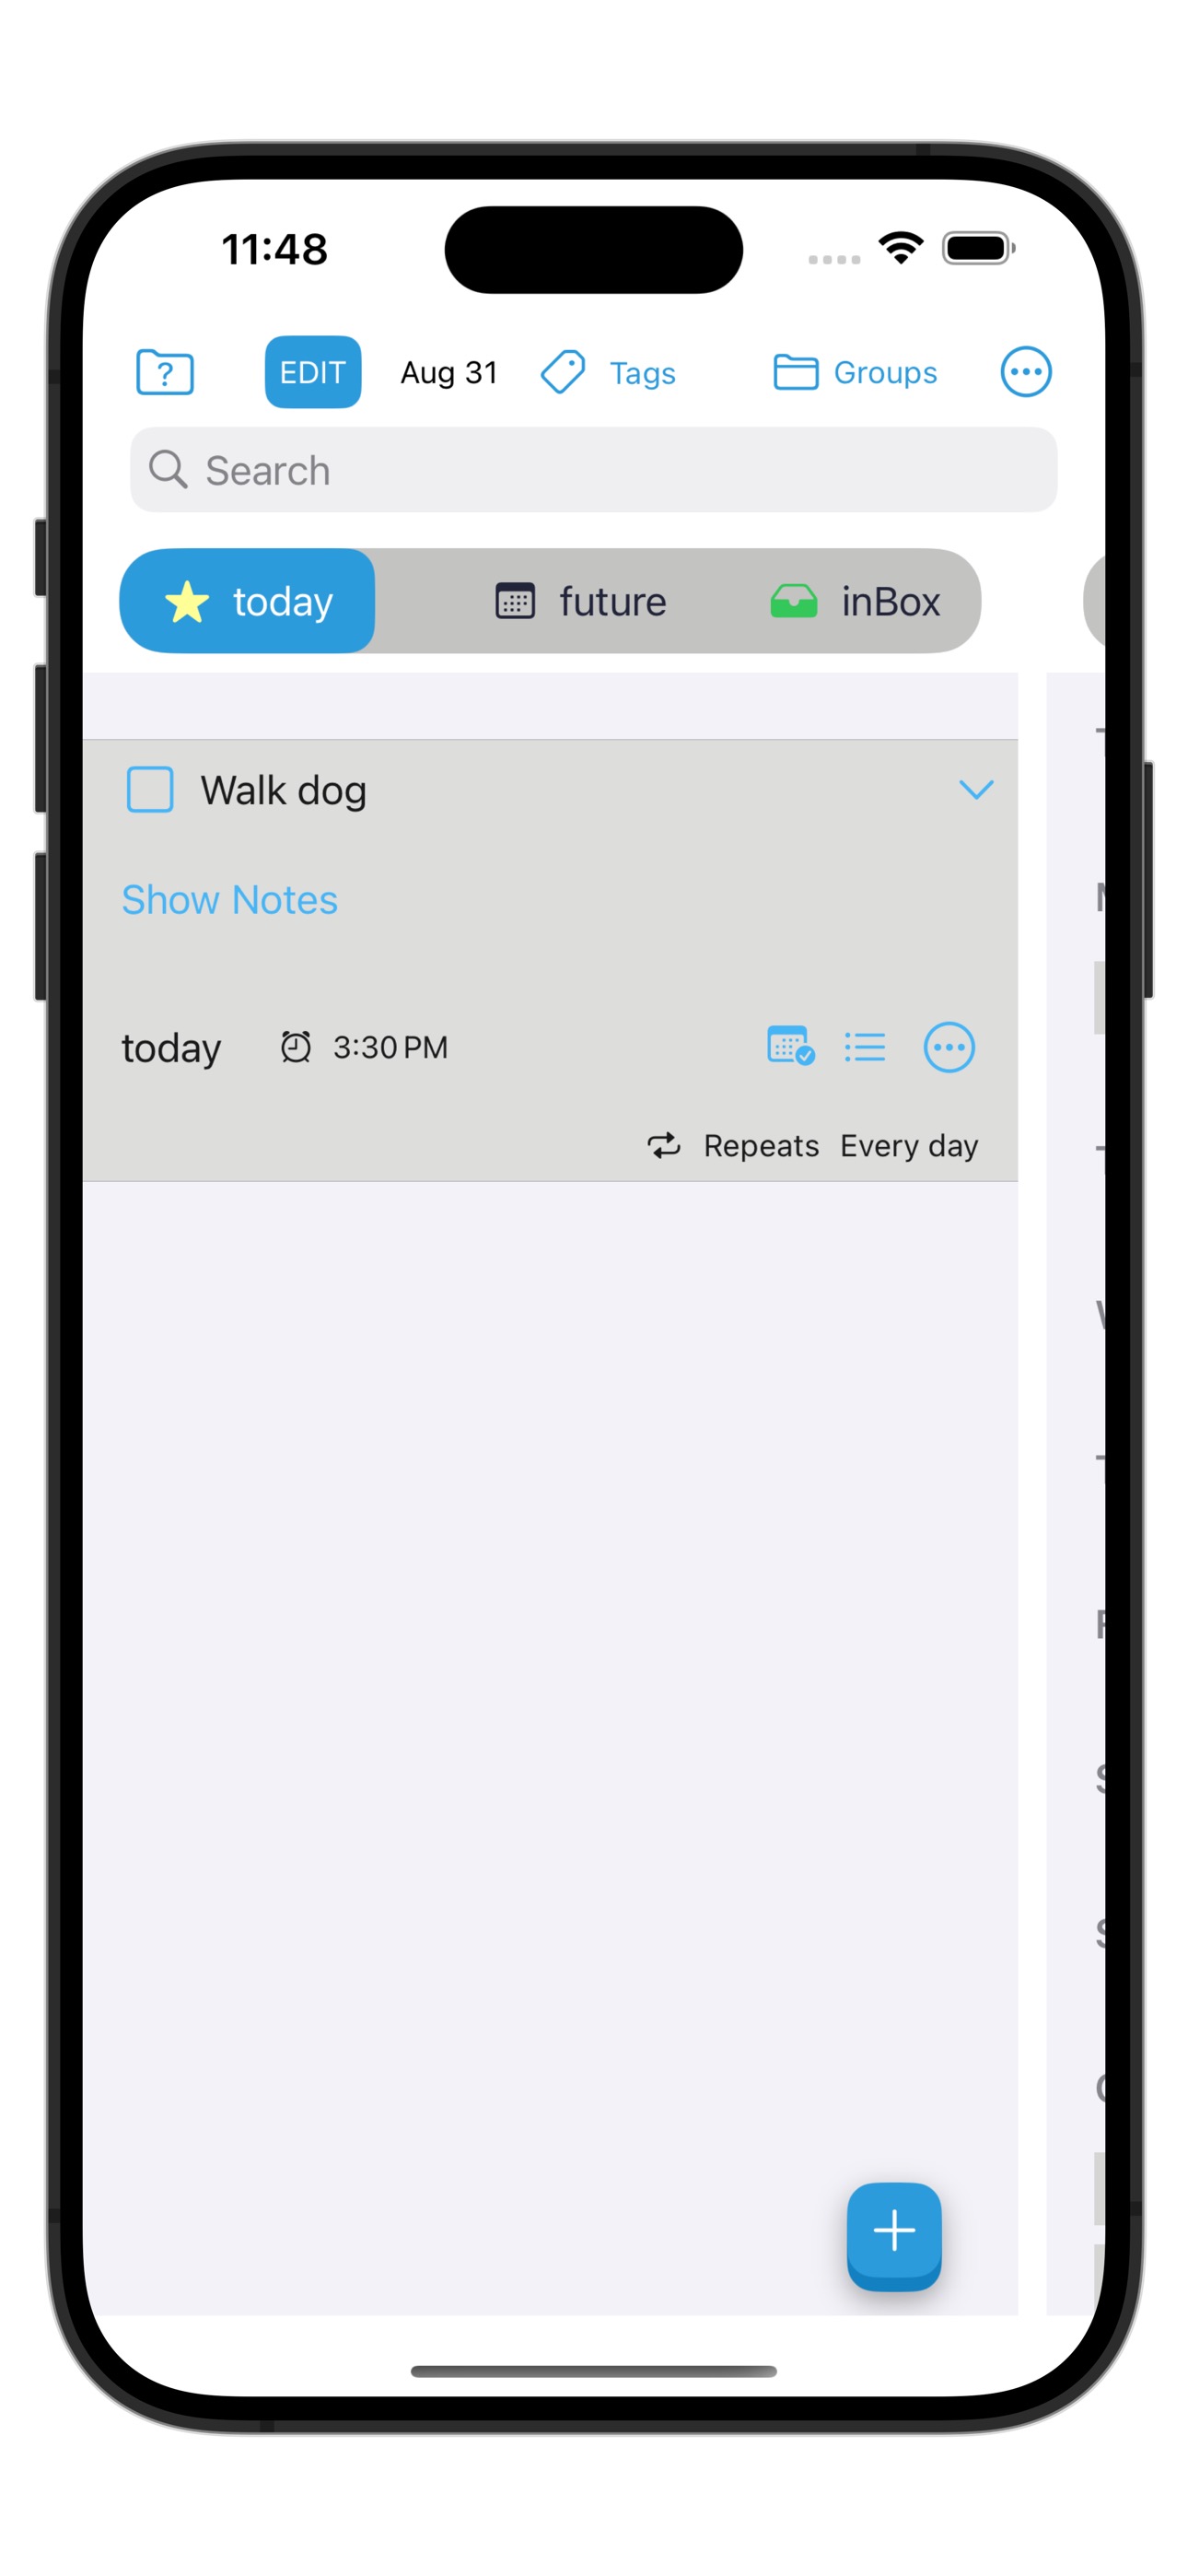 11:48
EDIT Aug 31 Tags Groups
Search
today future inBox
Walk dog
Show Notes
today 3:30 PM
Repeats Every day